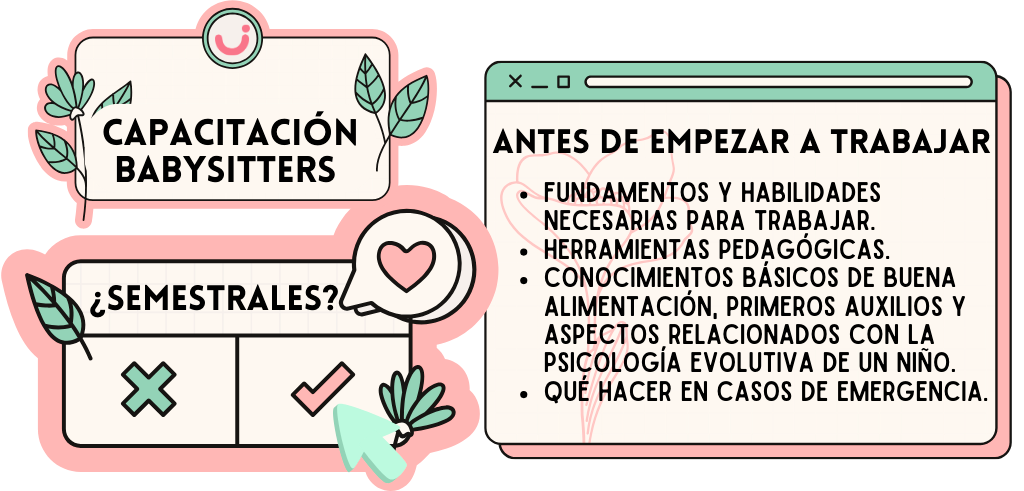 CAPACITACIÓN
BABYSITTERS
¿SEMESTRALES?
ANTES DE EMPEZAR A TRABAJAR
• FUNDAMENTOS Y HABILIDADES
NECESARIAS PARA TRABAJAR.
• HERRAMIENTAS PEDAGÓGICAS.
• CONOCIMIENTOS BÁSICOS DE BUENA
ALIMENTACIÓN, PRIMEROS AUXILIOS Y
ASPECTOS RELACIONADOS CON LA
PSICOLOGÍA EVOLUTIVA DE UN NIÑO.
• QUÉ HACER EN CASOS DE EMERGENCIA.